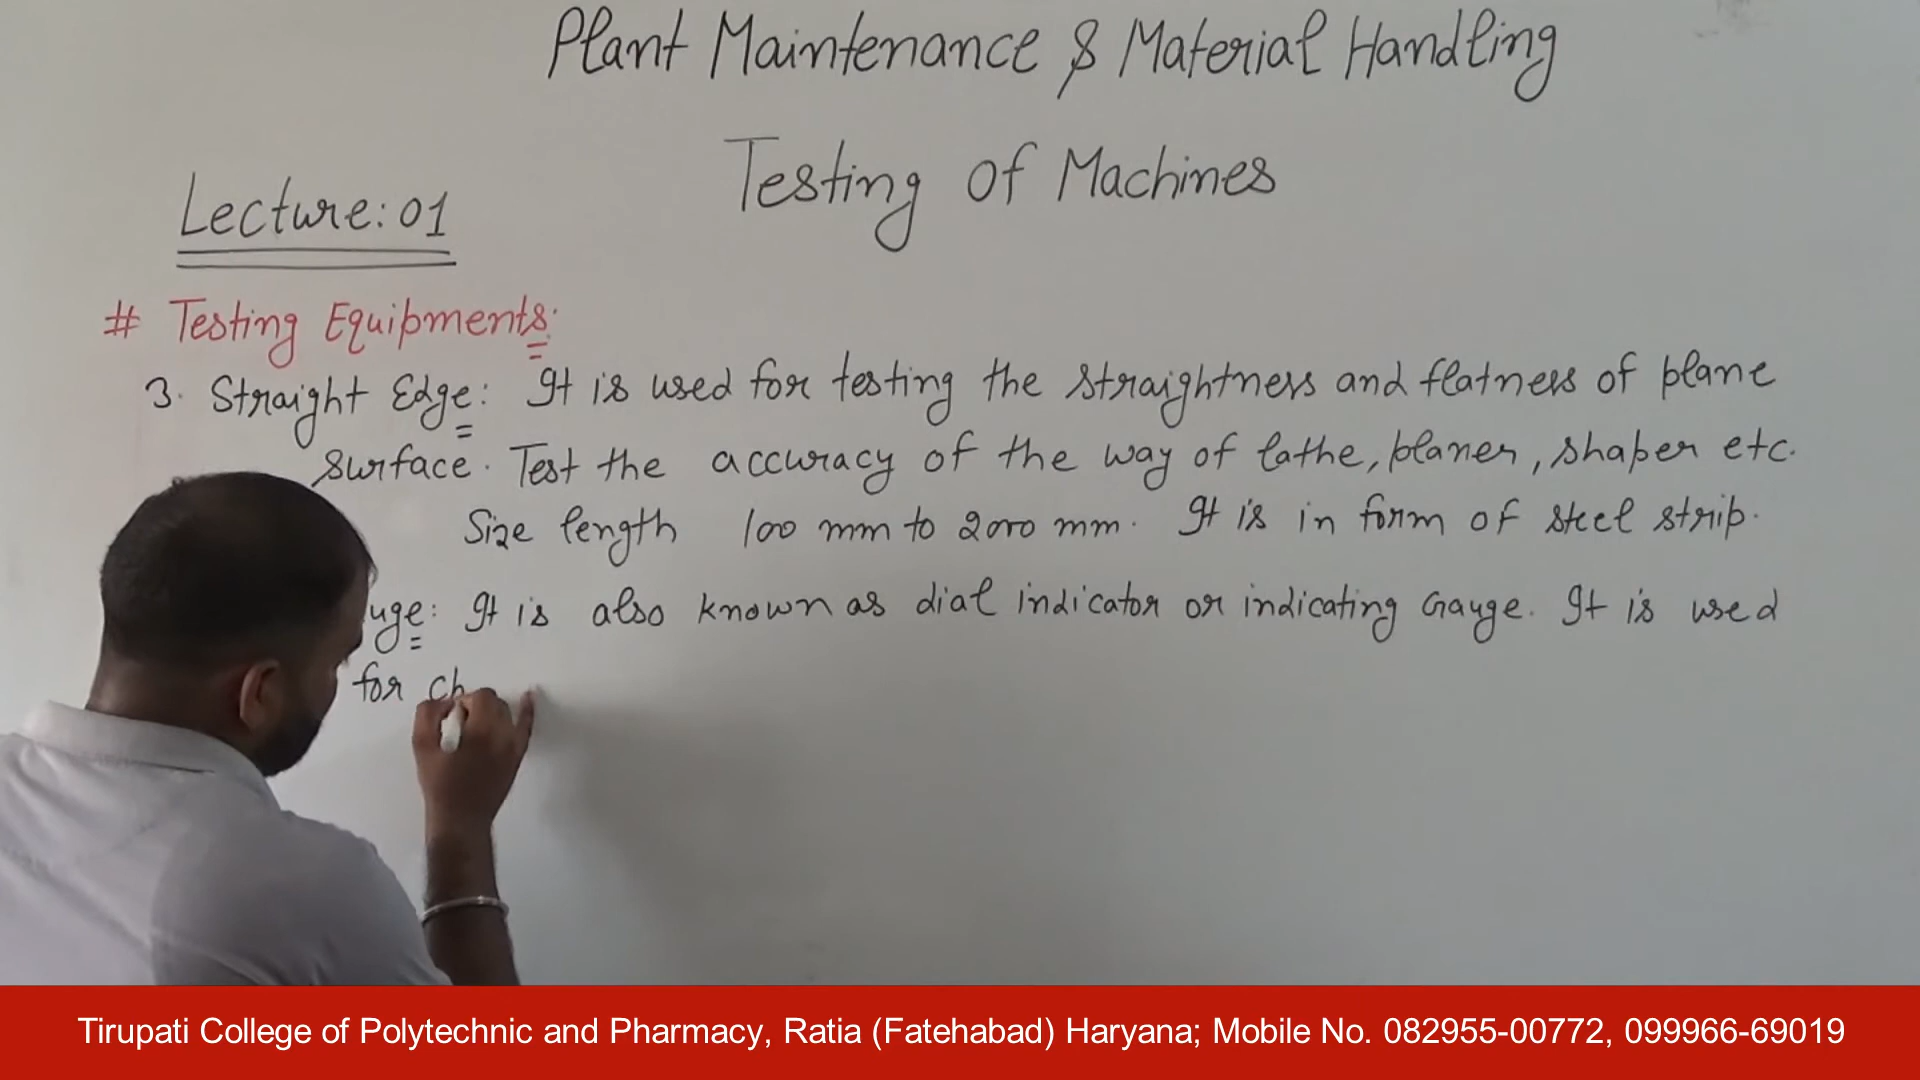 Plant Maintenance & Material Handling
Testing of Machines
Lecture: 01
# Testing Equipments:
3. Straight Edge: It is used for testing the straightness and flatness of plane
surface. Test the accuracy of the way of lathe, planer, shaper etc.
Size length 100 mm to 2000 mm. It is in form of steel strip.
uge: It is also known as dial indicator or indicating Gauge. It is used
for ch
Tirupati College of Polytechnic and Pharmacy, Ratia (Fatehabad) Haryana; Mobile No. 082955-00772, 099966-69019